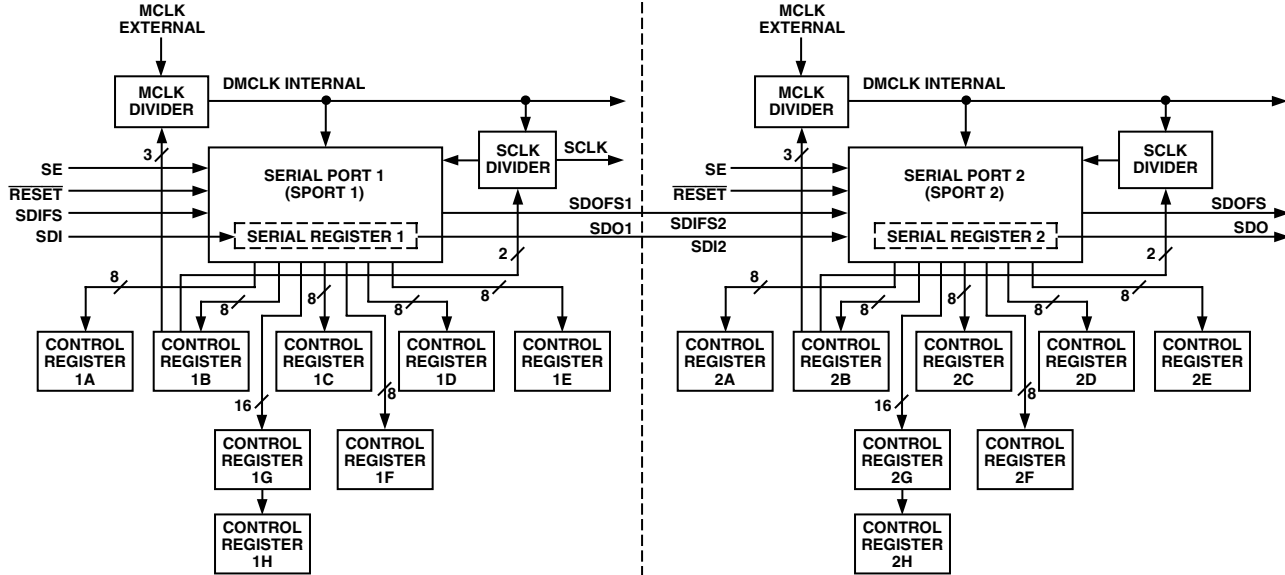 MCLK
EXTERNAL
MCLK
DIVIDER
DMCLK INTERNAL
3
SE
RESET
SDIFS
SDI
SERIAL PORT 1
(SPORT 1)
SERIAL REGISTER 1
SCLK
DIVIDER
SCLK
SDOFS1
SDO1
2
8
8
8
8
8
CONTROL
REGISTER
1A
CONTROL
REGISTER
1B
CONTROL
REGISTER
1C
CONTROL
REGISTER
1D
CONTROL
REGISTER
1E
16
8
CONTROL
REGISTER
1G
CONTROL
REGISTER
1F
CONTROL
REGISTER
1H
MCLK
EXTERNAL
MCLK
DIVIDER
DMCLK INTERNAL
3
SE
RESET
SDIFS2
SDI2
SERIAL PORT 2
(SPORT 2)
SERIAL REGISTER 2
SCLK
DIVIDER
SDOFS
SDO
2
8
8
8
8
8
CONTROL
REGISTER
2A
CONTROL
REGISTER
2B
CONTROL
REGISTER
2C
CONTROL
REGISTER
2D
CONTROL
REGISTER
2E
16
8
CONTROL
REGISTER
2G
CONTROL
REGISTER
2F
CONTROL
REGISTER
2H